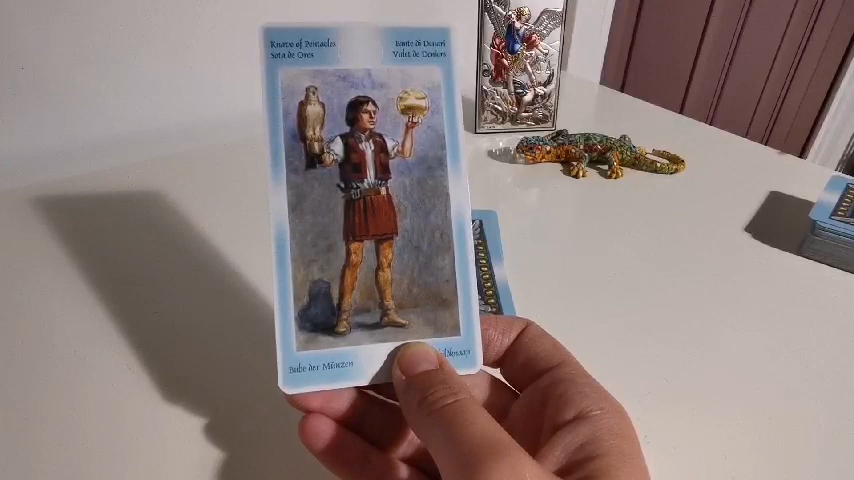 Knave of Pentacles
Sota de Oros
Fante di Denari
Valet de Deniers
Bube der Münzen